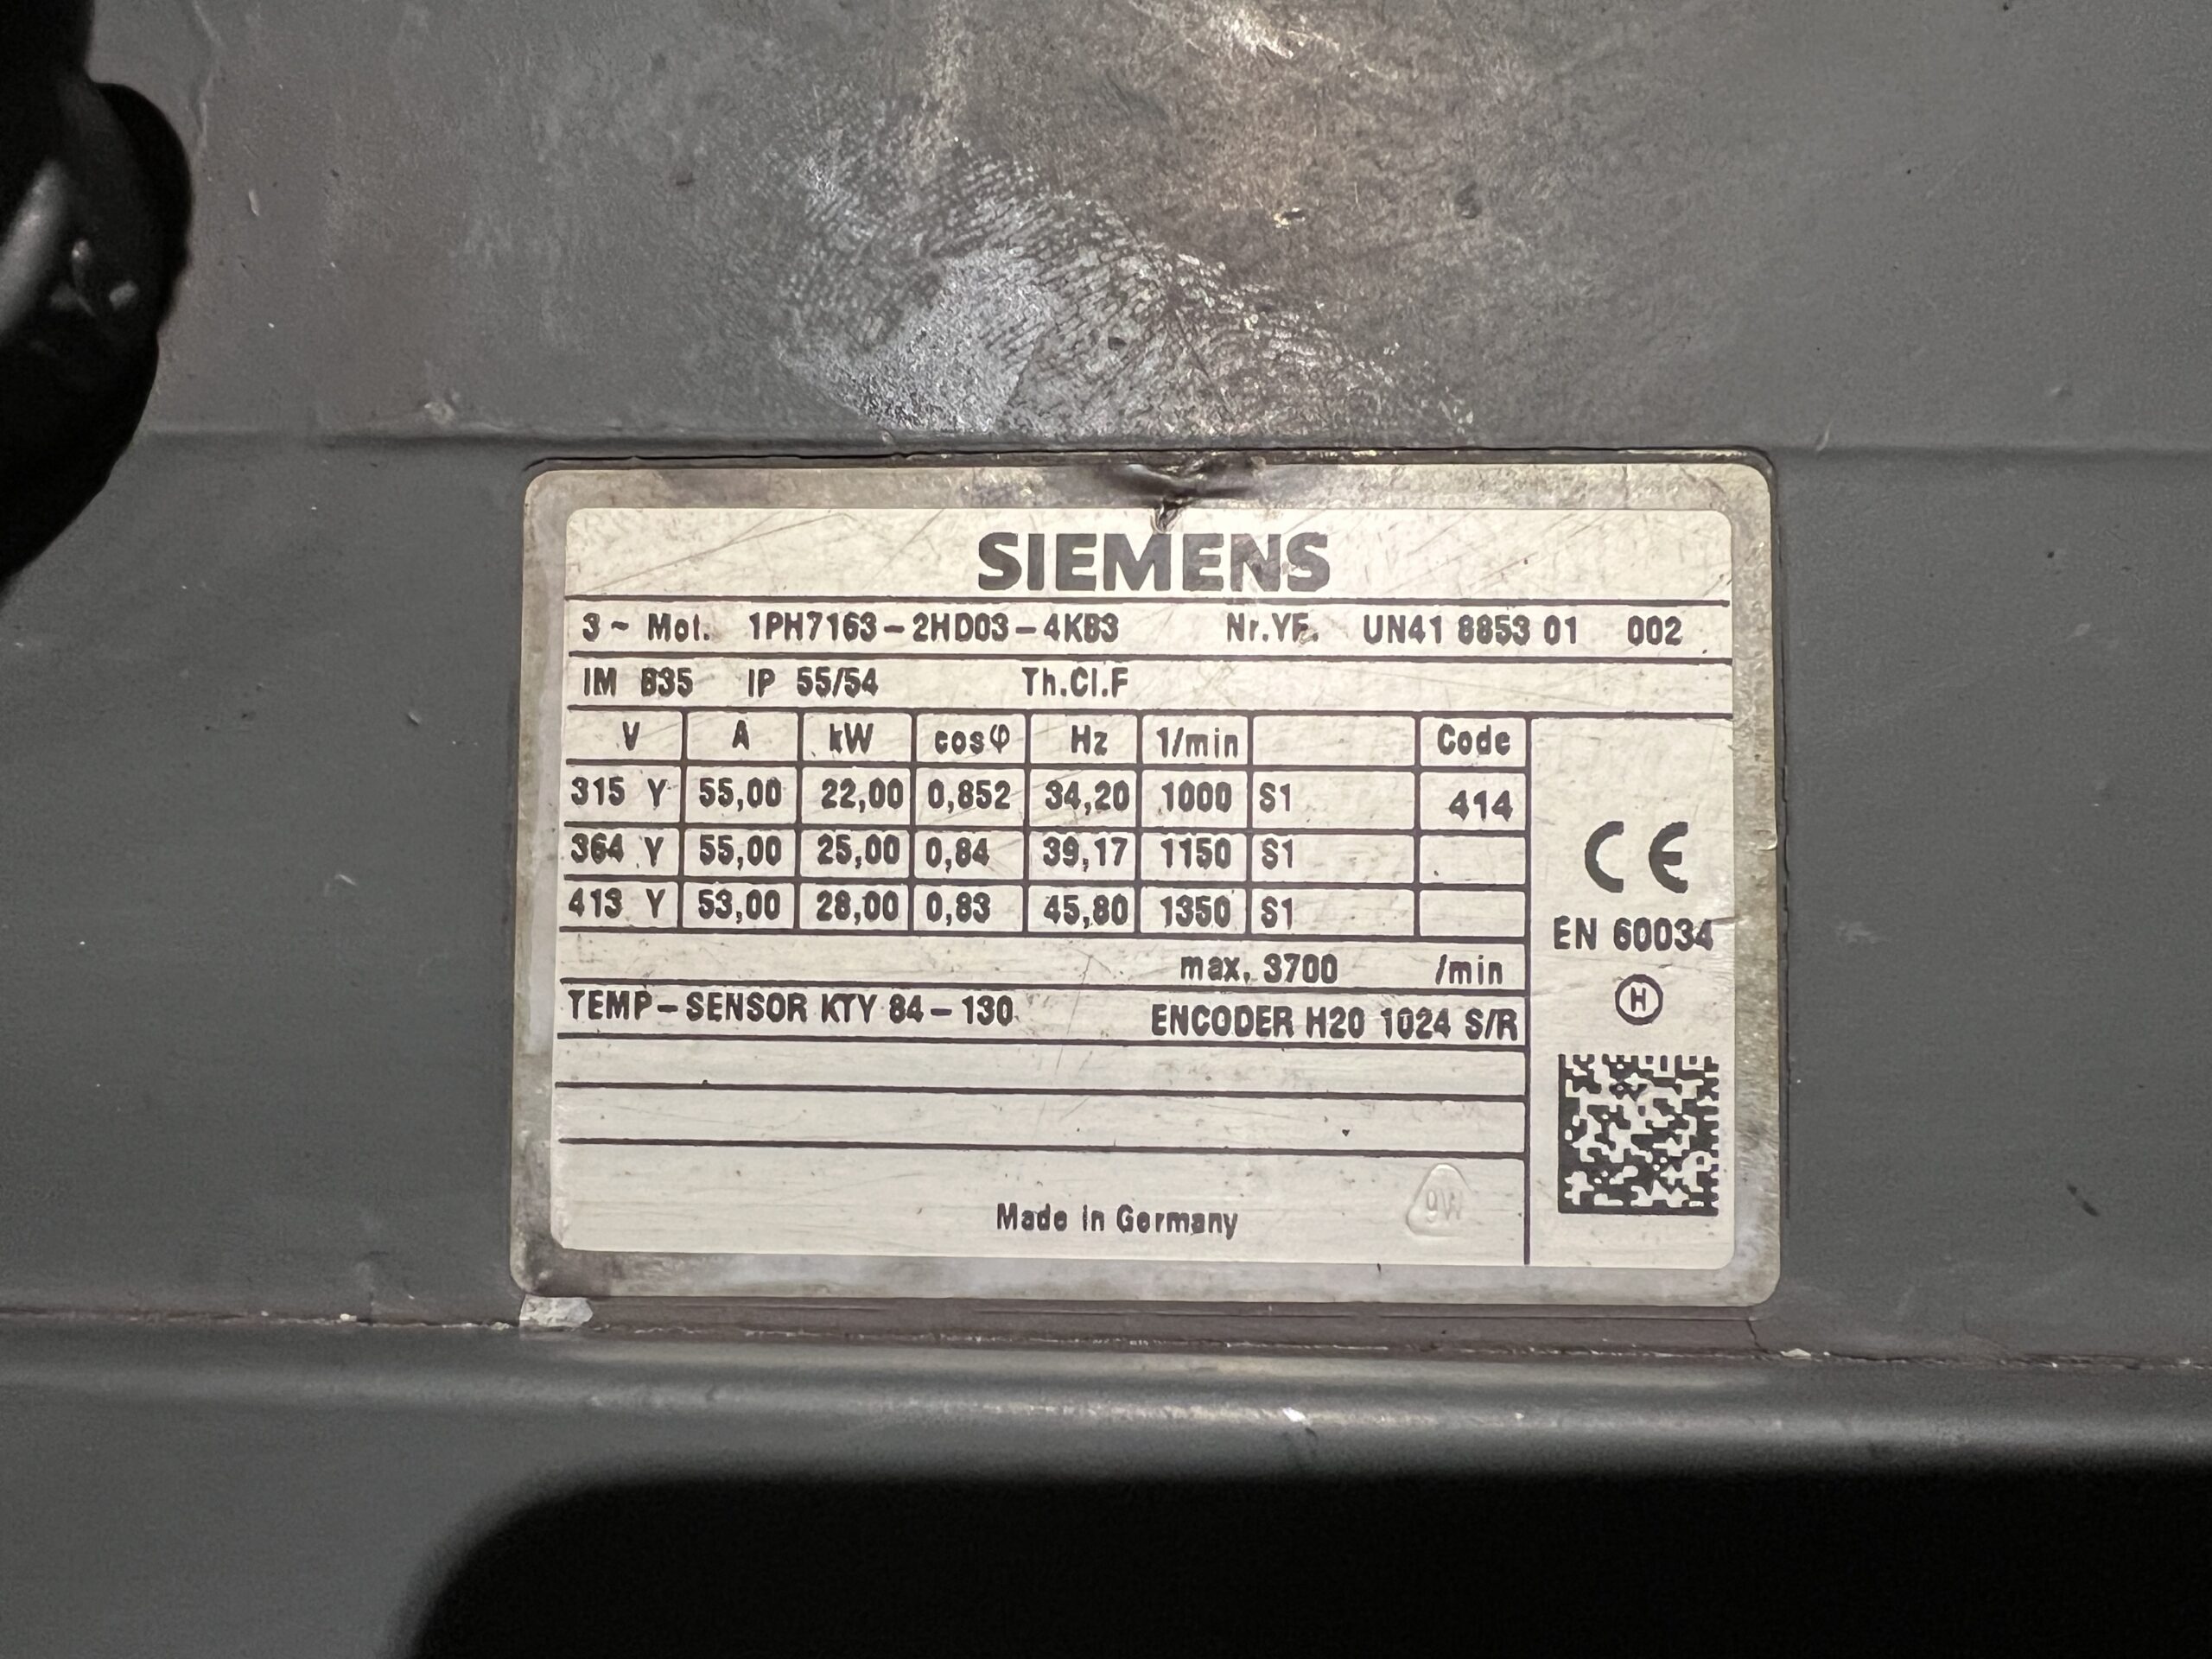 SIEMENS
3 ~ Mot. 1PH7163-2HD03-4KB3 Nr.YF. UN41 8853 01 002
IM B35 IP 55/54 Th.Cl.F
V A kW cosφ Hz 1/min Code
315 Y 55,00 22,00 0,852 34,20 1000 S1 414
364 Y 55,00 25,00 0,84 39,17 1150 S1
413 Y 53,00 28,00 0,83 45,80 1350 S1
max. 3700 /min
TEMP-SENSOR KTY 84-130 ENCODER H20 1024 S/R
CE
EN 60034
H
Made in Germany
9W